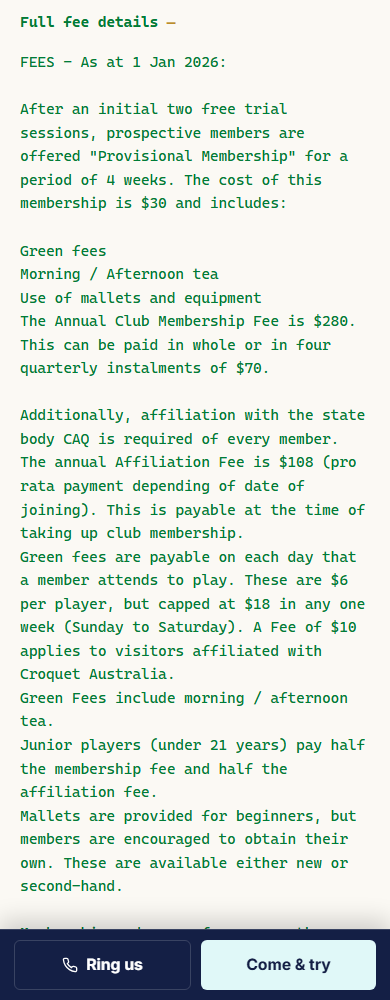 Full fee details —
FEES – As at 1 Jan 2026:
After an initial two free trial
sessions, prospective members are
offered "Provisional Membership" for a
period of 4 weeks. The cost of this
membership is $30 and includes:
Green fees
Morning / Afternoon tea
Use of mallets and equipment
The Annual Club Membership Fee is $280.
This can be paid in whole or in four
quarterly instalments of $70.
Additionally, affiliation with the state
body CAQ is required of every member.
The annual Affiliation Fee is $108 (pro
rata payment depending of date of
joining). This is payable at the time of
taking up club membership.
Green fees are payable on each day that
a member attends to play. These are $6
per player, but capped at $18 in any one
week (Sunday to Saturday). A Fee of $10
applies to visitors affiliated with
Croquet Australia.
Green Fees include morning / afternoon
tea.
Junior players (under 21 years) pay half
the membership fee and half the
affiliation fee.
Mallets are provided for beginners, but
members are encouraged to obtain their
own. These are available either new or
second-hand.
Ring us
Come & try